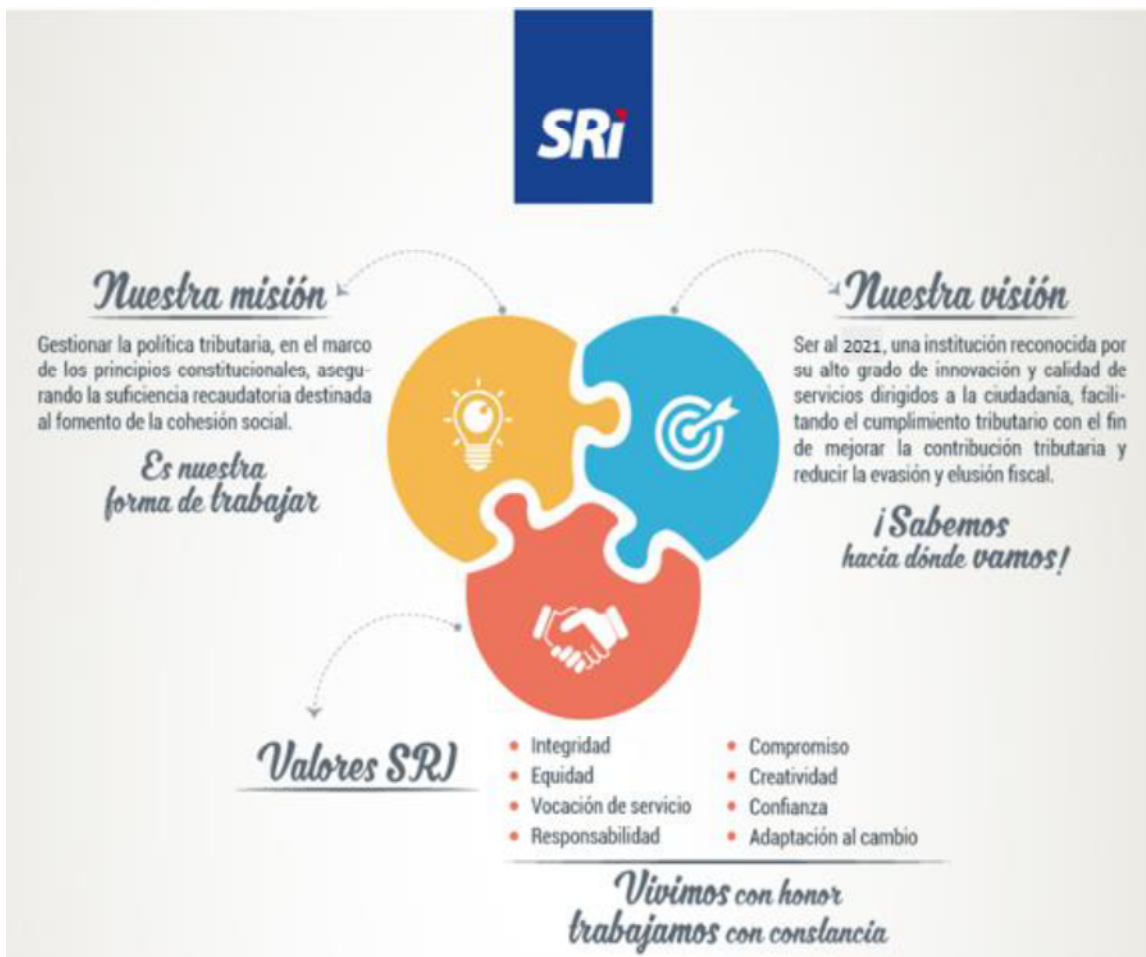 SRi
Nuestra misión
Gestionar la política tributaria, en el marco
de los principios constitucionales, asegu-
rando la suficiencia recaudatoria destinada
al fomento de la cohesión social.
Es nuestra
forma de trabajar
Nuestra visión
Ser al 2021, una institución reconocida por
su alto grado de innovación y calidad de
servicios dirigidos a la ciudadanía, facili-
tando el cumplimiento tributario con el fin
de mejorar la contribución tributaria y
reducir la evasión y elusión fiscal.
¡Sabemos
hacia dónde vamos!
Valores SRI
• Integridad
• Equidad
• Vocación de servicio
• Responsabilidad
• Compromiso
• Creatividad
• Confianza
• Adaptación al cambio
Vivimos con honor
trabajamos con constancia